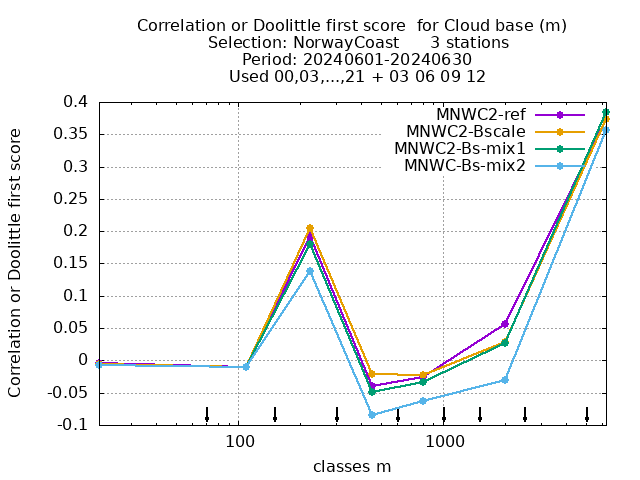 Correlation or Doolittle first score  for Cloud base (m)
Selection: NorwayCoast      3 stations
Period: 20240601-20240630
Used 00,03,...,21 + 03 06 09 12
Correlation or Doolittle first score
0.4
0.35
0.3
0.25
0.2
0.15
0.1
0.05
0
-0.05
-0.1
MNWC2-ref
MNWC2-Bscale
MNWC2-Bs-mix1
MNWC-Bs-mix2
100
1000
classes m